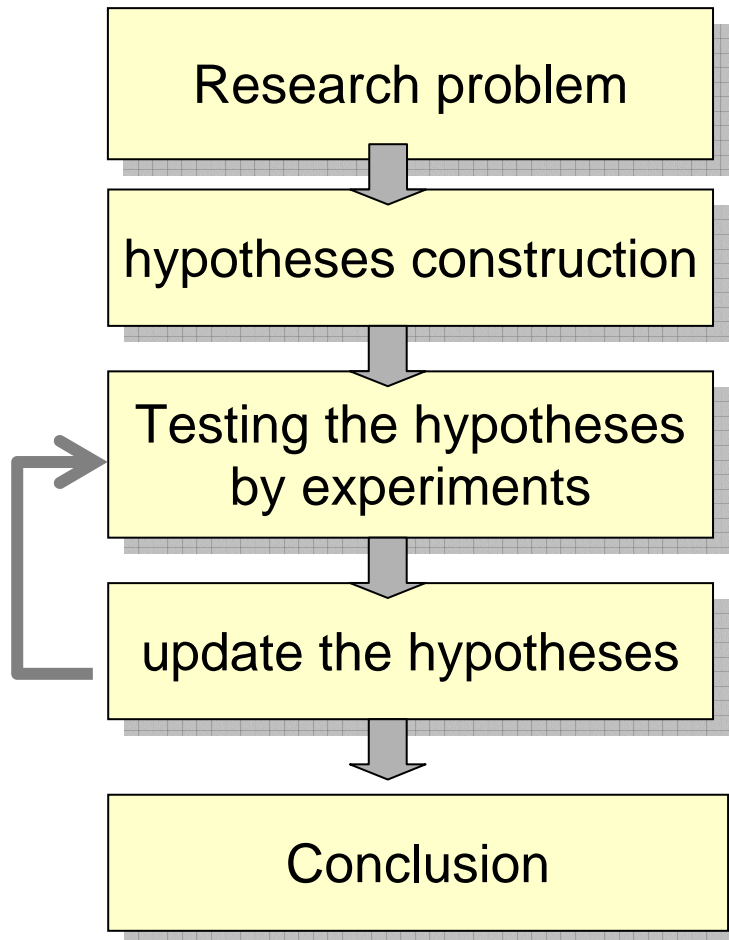 Research problem
hypotheses construction
Testing the hypotheses
by experiments
update the hypotheses
Conclusion